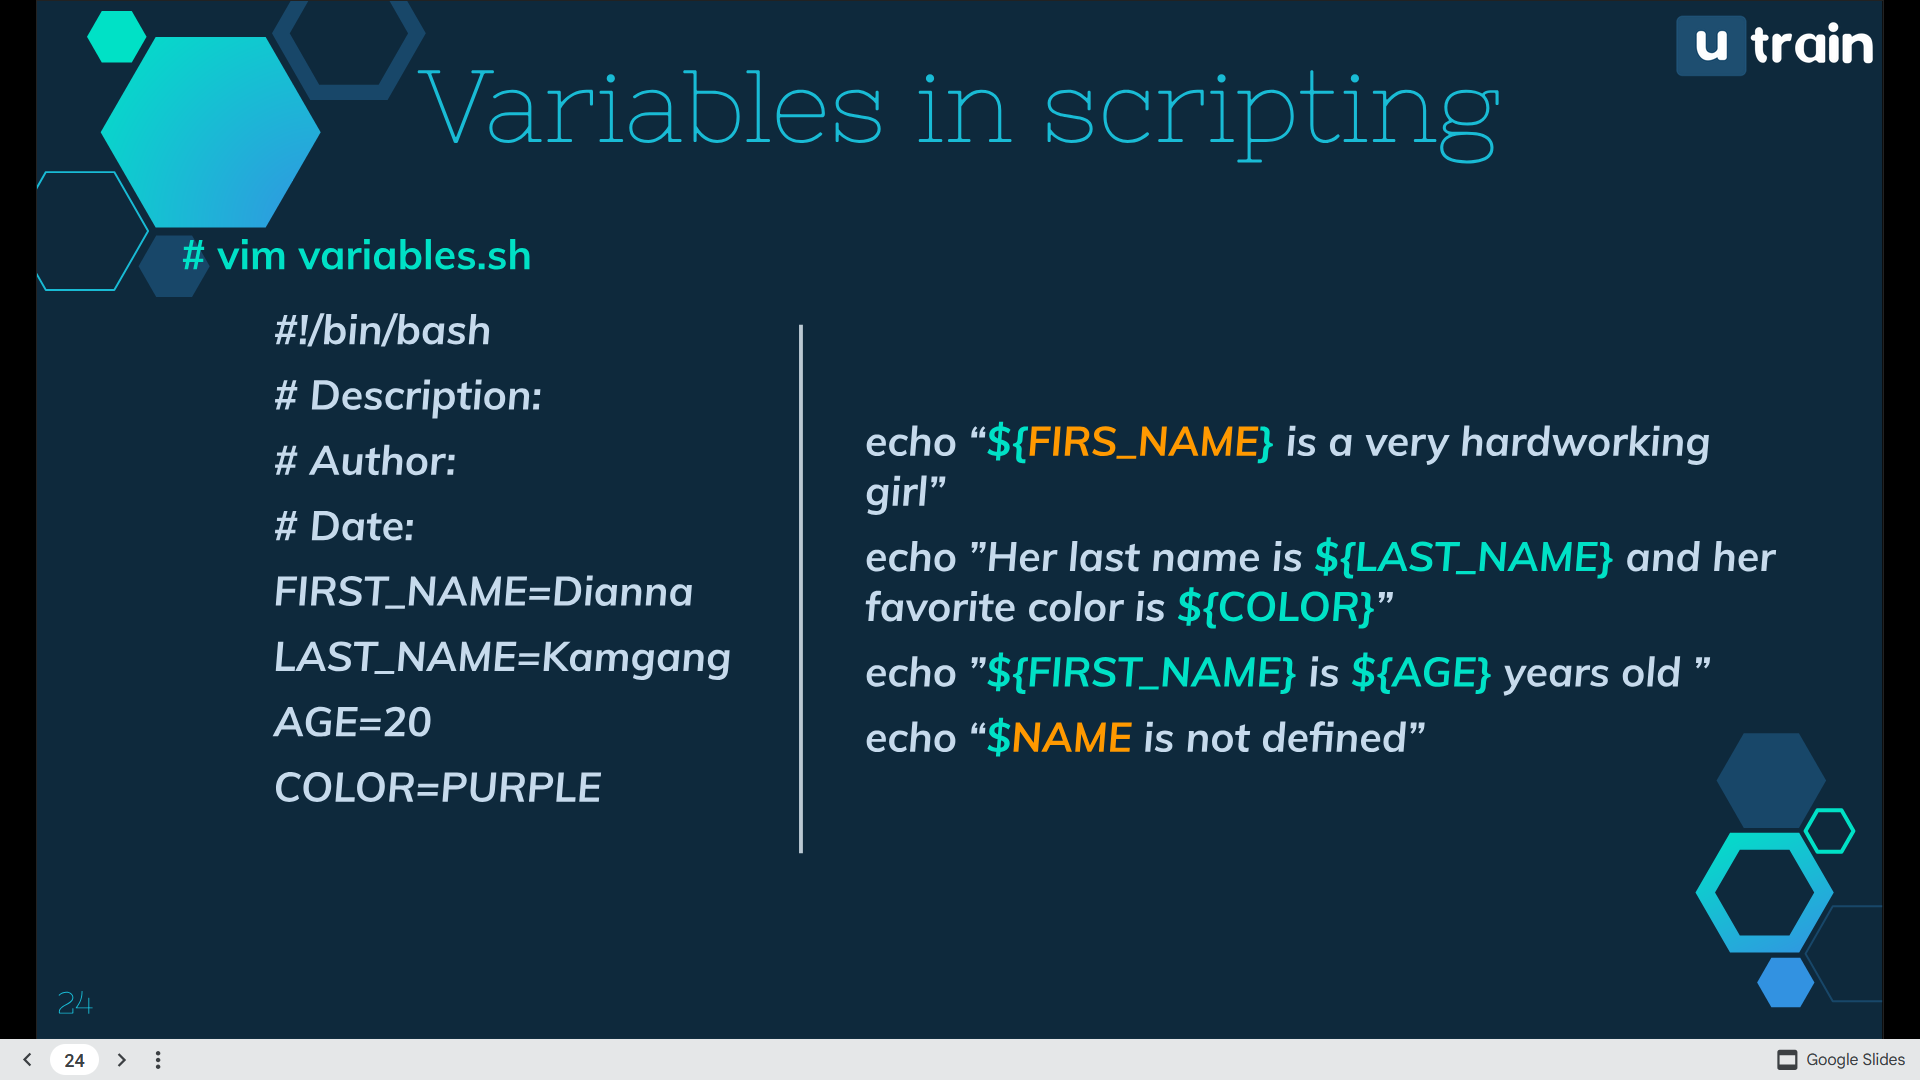 u train
Variables in scripting
# vim variables.sh
#!/bin/bash
# Description:
# Author:
# Date:
FIRST_NAME=Dianna
LAST_NAME=Kamgang
AGE=20
COLOR=PURPLE
echo “${FIRS_NAME} is a very hardworking
girl”
echo ”Her last name is ${LAST_NAME} and her
favorite color is ${COLOR}”
echo ”${FIRST_NAME} is ${AGE} years old ”
echo “$NAME is not defined”
24
24
Google Slides